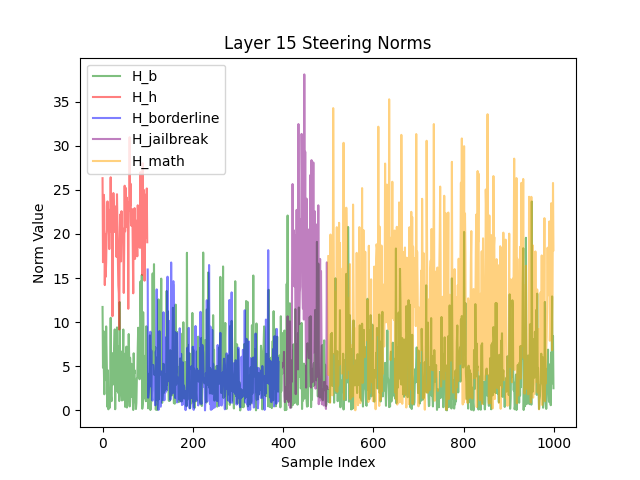 Layer 15 Steering Norms
H_b
H_h
H_borderline
H_jailbreak
H_math
35
30
25
20
15
10
5
0
Norm Value
0
200
400
600
800
1000
Sample Index